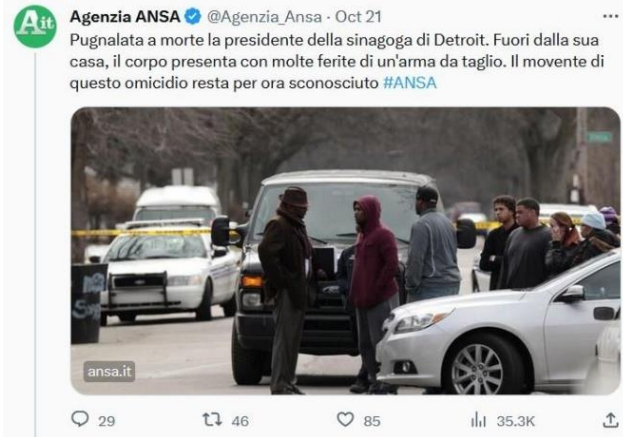 Ait
Agenzia ANSA @Agenzia_Ansa · Oct 21
Pugnalata a morte la presidente della sinagoga di Detroit. Fuori dalla sua
casa, il corpo presenta con molte ferite di un'arma da taglio. Il movente di
questo omicidio resta per ora sconosciuto #ANSA
ansa.it
29 46 85 35.3K